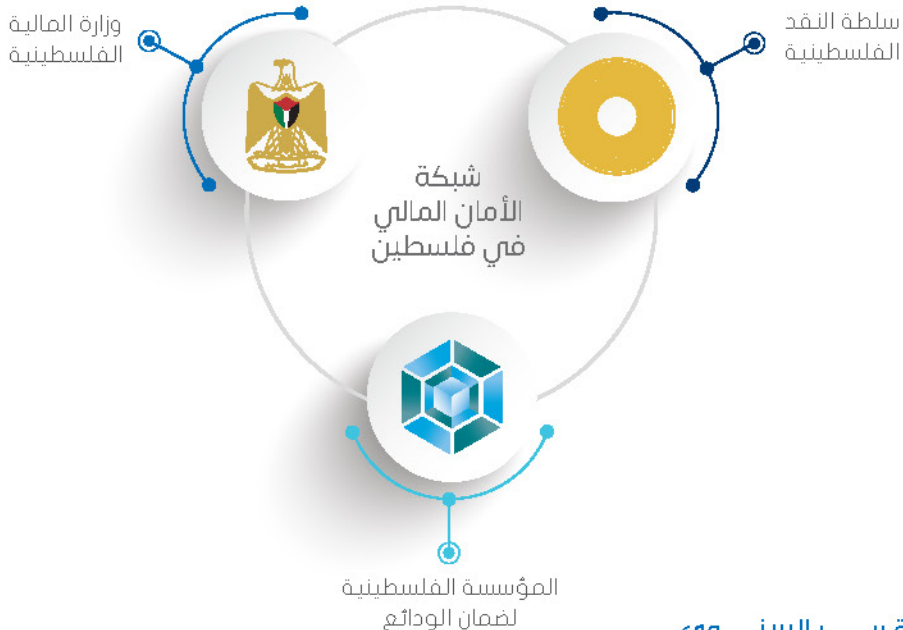 سلطة النقد
الفلسطينية
وزارة المالية
الفلسطينية
شبكة
الأمان المالي
في فلسطين
المؤسسة الفلسطينية
لضمان الودائع